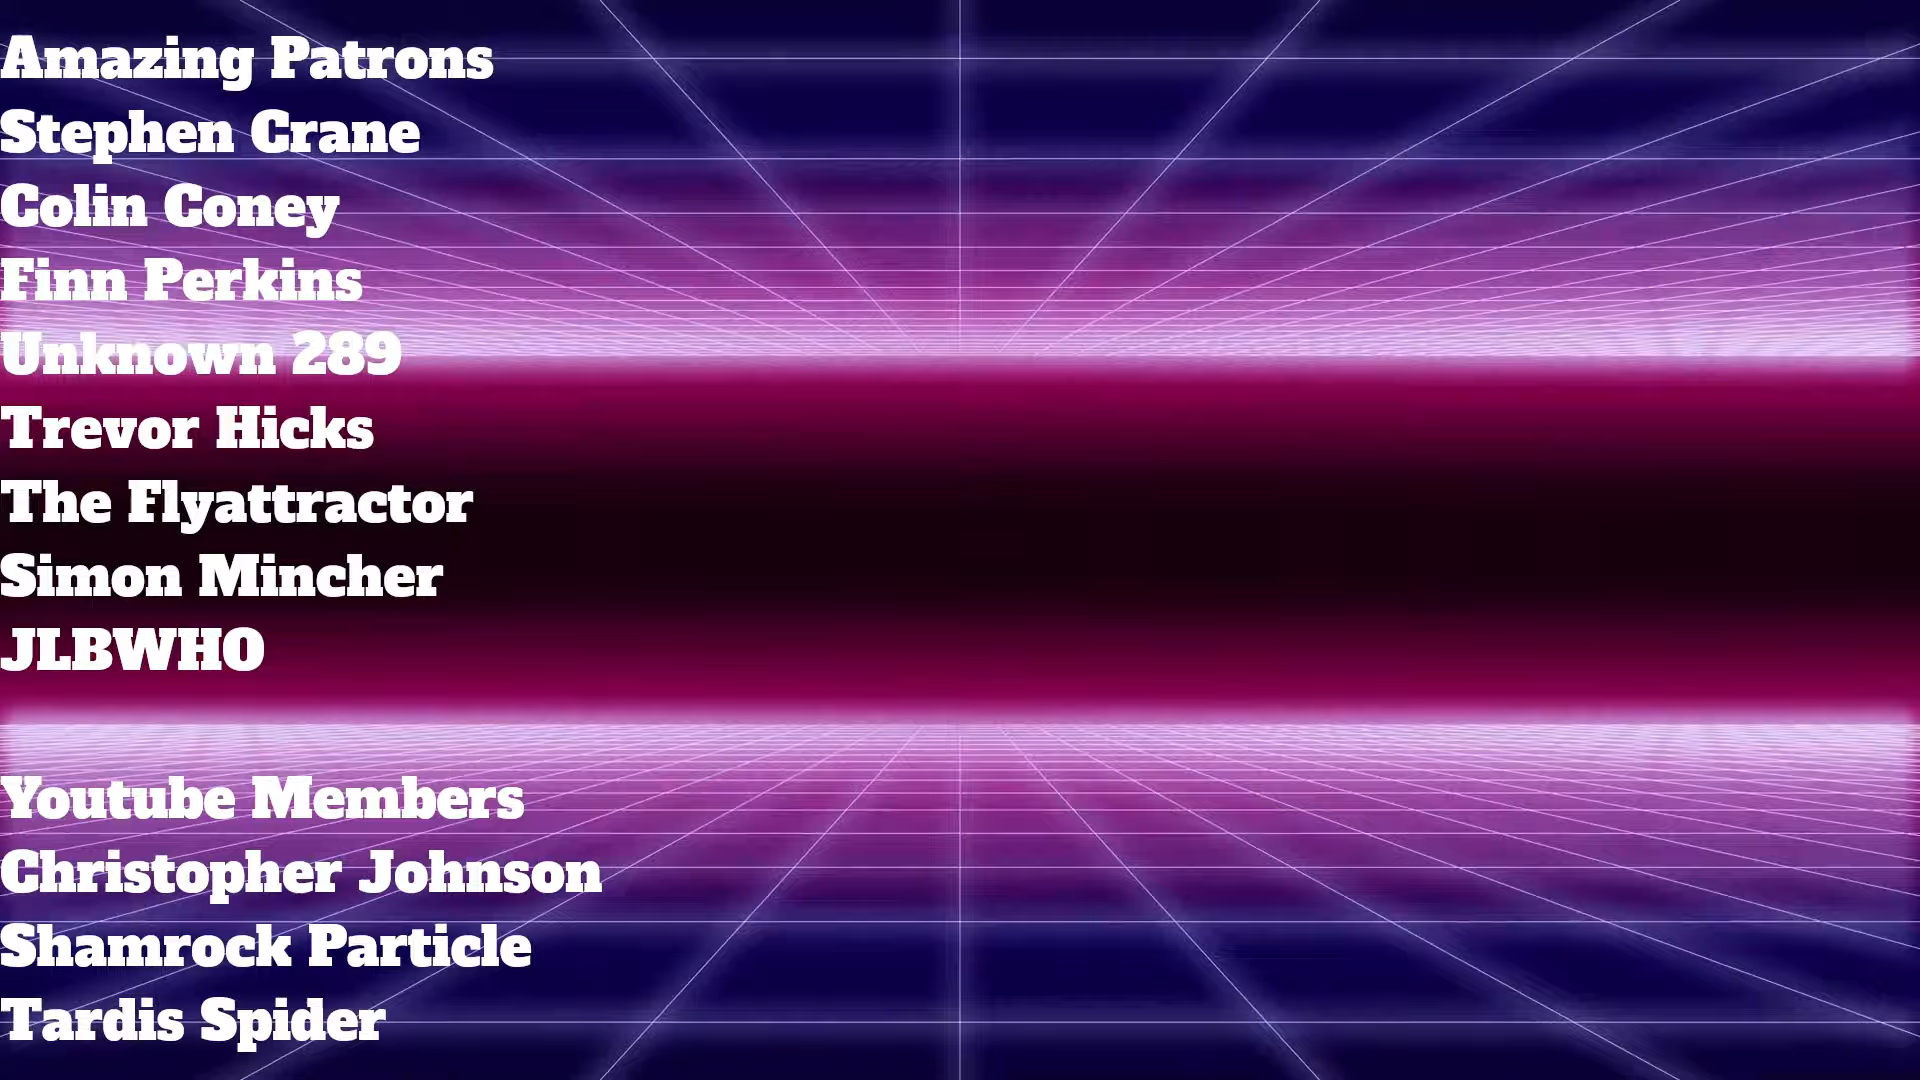 Amazing Patrons
Stephen Crane
Colin Coney
Finn Perkins
Unknown 289
Trevor Hicks
The Flyattractor
Simon Mincher
JLBWHO
Youtube Members
Christopher Johnson
Shamrock Particle
Tardis Spider